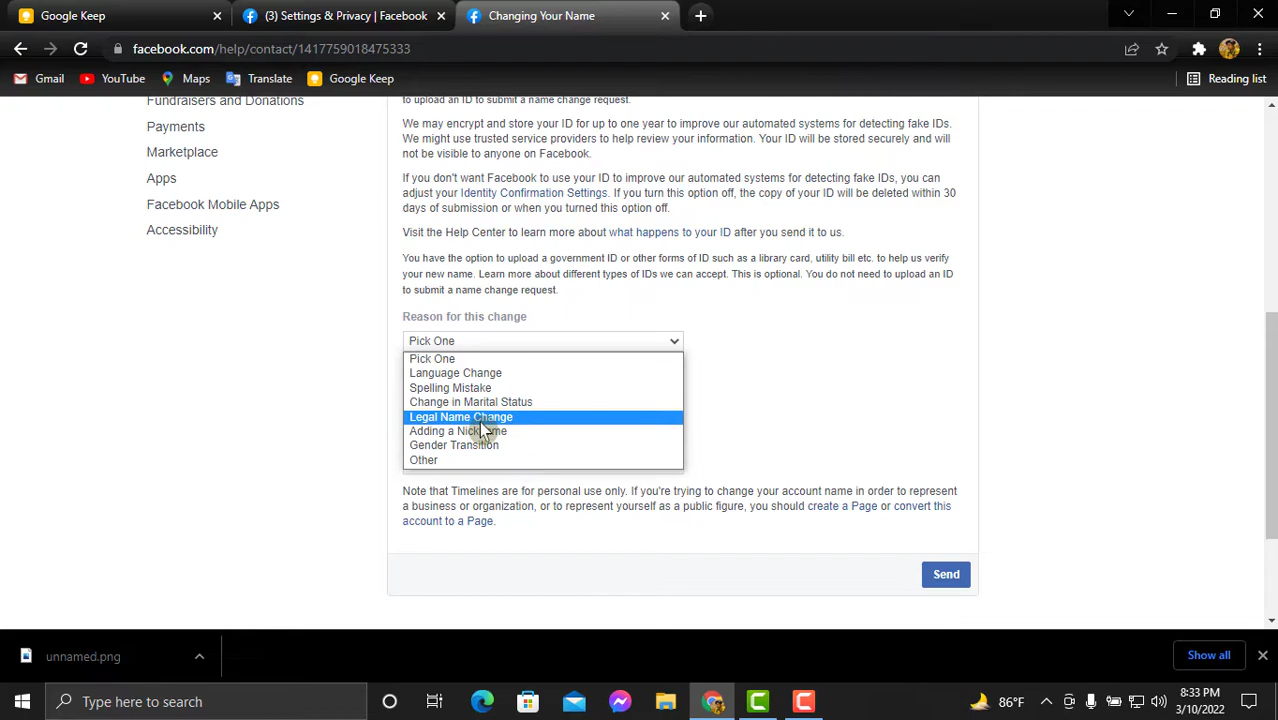 Google Keep
(3) Settings & Privacy | Facebook
Changing Your Name
facebook.com/help/contact/1417759018475333
Gmail
YouTube
Maps
Translate
Google Keep
Reading list
Fundraisers and Donations
Payments
Marketplace
Apps
Facebook Mobile Apps
Accessibility
to upload an ID to submit a name change request.
We may encrypt and store your ID for up to one year to improve our automated systems for detecting fake IDs.
We might use trusted service providers to help review your information. Your ID will be stored securely and will
not be visible to anyone on Facebook.
If you don't want Facebook to use your ID to improve our automated systems for detecting fake IDs, you can
adjust your Identity Confirmation Settings. If you turn this option off, the copy of your ID will be deleted within 30
days of submission or when you turned this option off.
Visit the Help Center to learn more about what happens to your ID after you send it to us.
You have the option to upload a government ID or other forms of ID such as a library card, utility bill etc. to help us verify
your new name. Learn more about different types of IDs we can accept. This is optional. You do not need to upload an ID
to submit a name change request.
Reason for this change
Pick One
Pick One
Language Change
Spelling Mistake
Change in Marital Status
Legal Name Change
Adding a Nickname
Gender Transition
Other
Note that Timelines are for personal use only. If you're trying to change your account name in order to represent
a business or organization, or to represent yourself as a public figure, you should create a Page or convert this
account to a Page.
Send
unnamed.png
Show all
Type here to search
86°F
8:33 PM
3/10/2022